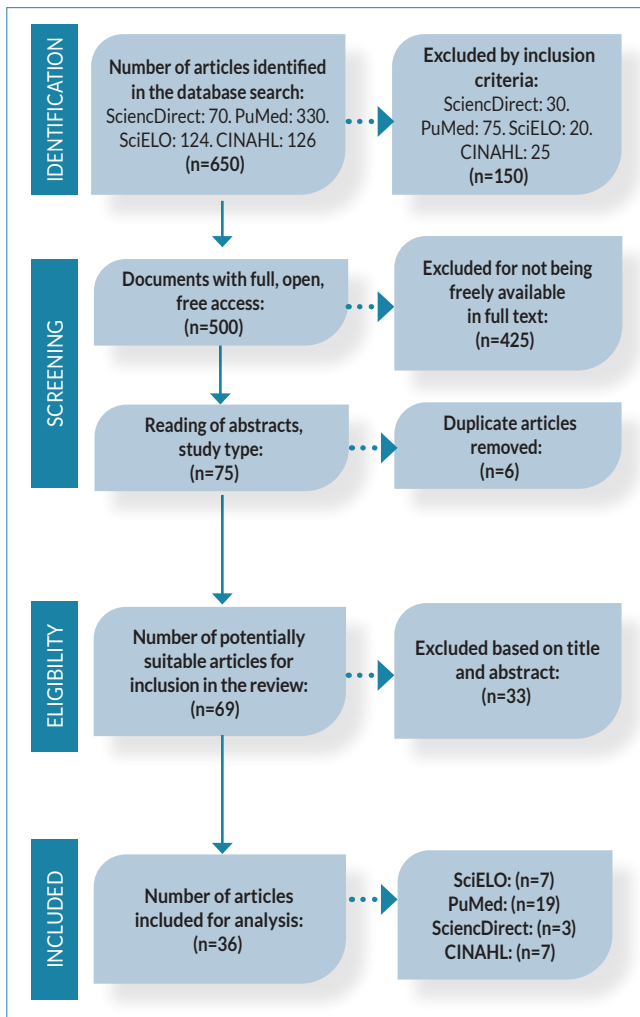 IDENTIFICATION
Number of articles identified
in the database search:
SciencDirect: 70. PuMed: 330.
SciELO: 124. CINAHL: 126
(n=650)
Excluded by inclusion
criteria:
SciencDirect: 30.
PuMed: 75. SciELO: 20.
CINAHL: 25
(n=150)
SCREENING
Documents with full, open,
free access:
(n=500)
Excluded for not being
freely available
in full text:
(n=425)
Reading of abstracts,
study type:
(n=75)
Duplicate articles
removed:
(n=6)
ELIGIBILITY
Number of potentially
suitable articles for
inclusion in the review:
(n=69)
Excluded based on title
and abstract:
(n=33)
INCLUDED
Number of articles
included for analysis:
(n=36)
SciELO: (n=7)
PuMed: (n=19)
SciencDirect: (n=3)
CINAHL: (n=7)